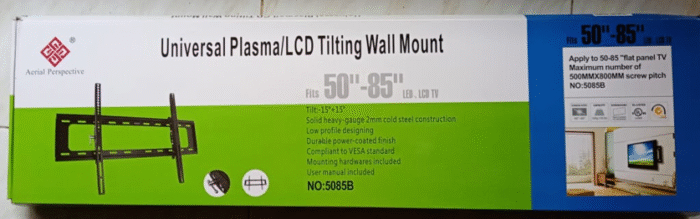 Aerial Perspective
Universal Plasma/LCD Tilting Wall Mount
Fits 50"-85" LED . LCD TV
Tilt:-15°+15°
Solid heavy-gauge 2mm cold steel construction
Low profile designing
Durable power-coated finish
Compliant to VESA standard
Mounting hardwares included
User manual included
NO:5085B
Fits 50"-85"
Apply to 50-85 "flat panel TV
Maximum number of
500MMX800MM screw pitch
NO:5085B